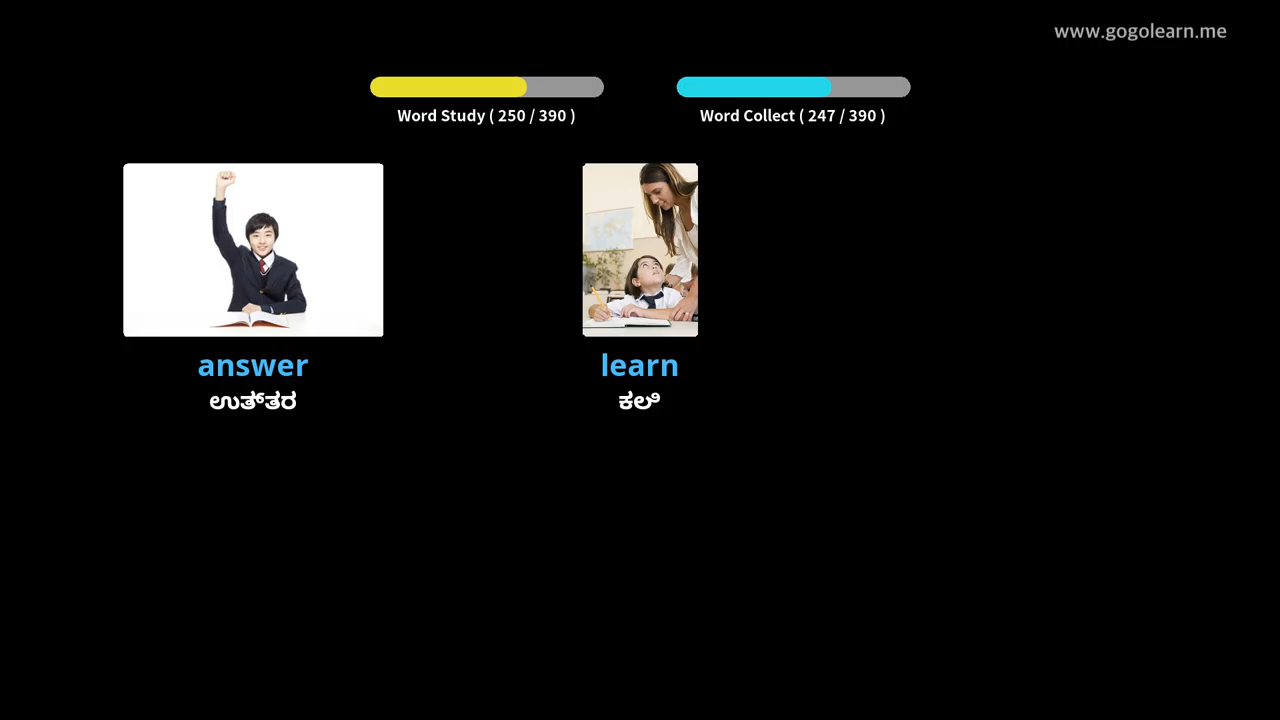 www.gogolearn.me
Word Study ( 250 / 390 )
Word Collect ( 247 / 390 )
answer
ಉತ್ತರ
learn
ಕಲಿ